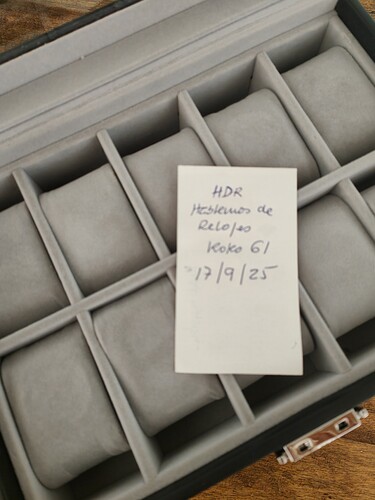 HDR
Hablemos de
Relojes
Koko 61
17/9/25